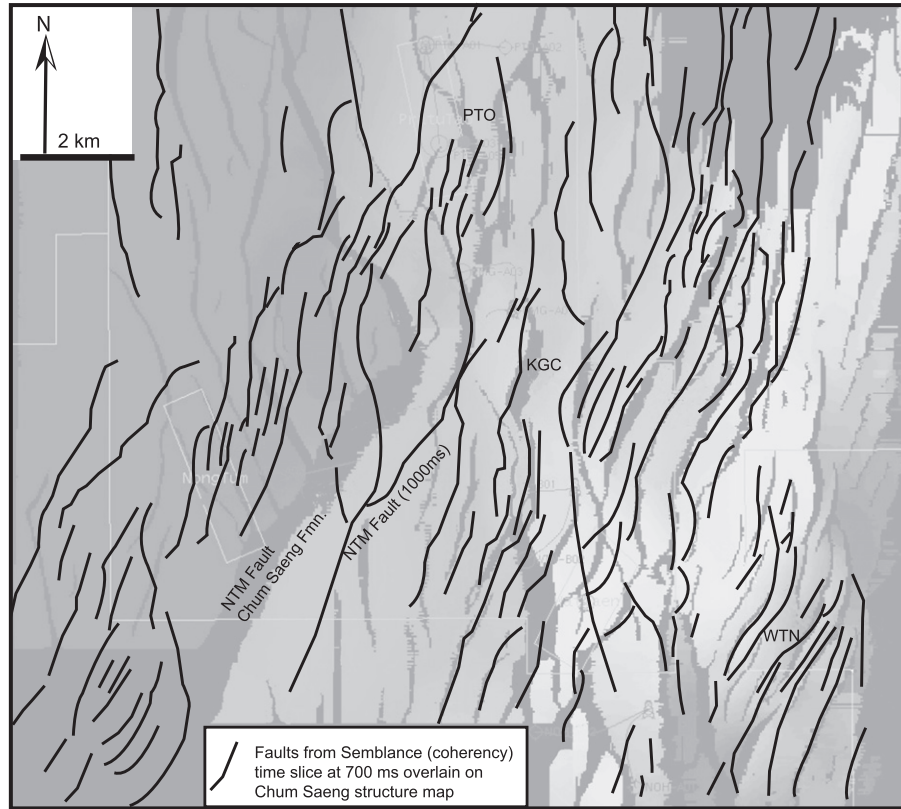 N
2 km
PTO
KGC
NTM Fault (1000ms)
NTM Fault
Chum Saeng Fmn.
WTN
Faults from Semblance (coherency)
time slice at 700 ms overlain on
Chum Saeng structure map